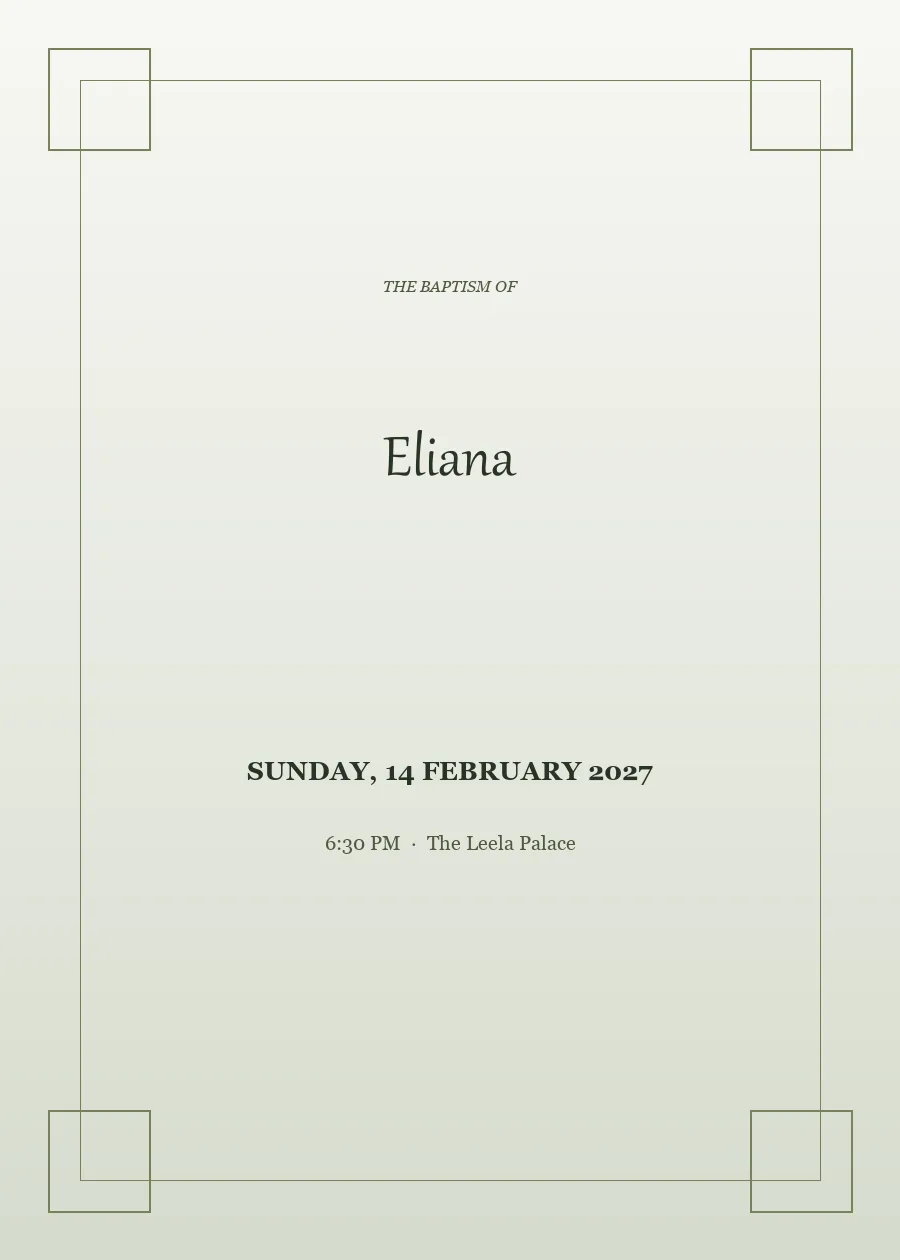 THE BAPTISM OF
Eliana
SUNDAY, 14 FEBRUARY 2027
6:30 PM · The Leela Palace